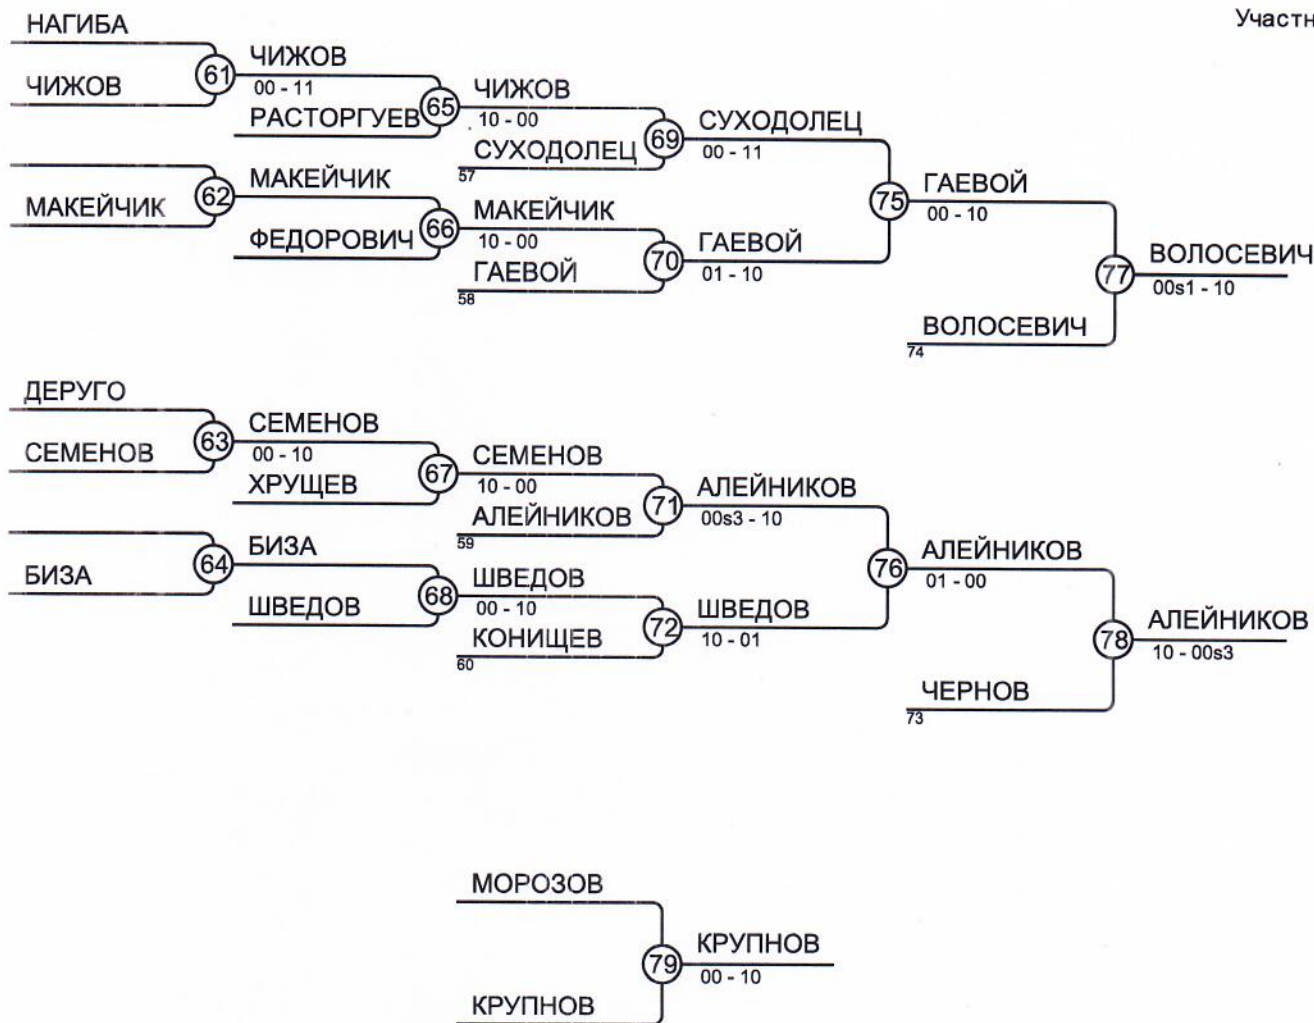 Участн
НАГИБА
61
ЧИЖОВ
ЧИЖОВ
00 - 11
РАСТОРГУЕВ
65
ЧИЖОВ
10 - 00
СУХОДОЛЕЦ
57
69
СУХОДОЛЕЦ
00 - 11
МАКЕЙЧИК
62
МАКЕЙЧИК
ФЕДОРОВИЧ
66
МАКЕЙЧИК
10 - 00
ГАЕВОЙ
58
70
ГАЕВОЙ
01 - 10
75
ГАЕВОЙ
00 - 10
ВОЛОСЕВИЧ
74
77
ВОЛОСЕВИЧ
00s1 - 10
ДЕРУГО
63
СЕМЕНОВ
СЕМЕНОВ
00 - 10
ХРУЩЕВ
67
СЕМЕНОВ
10 - 00
АЛЕЙНИКОВ
59
71
АЛЕЙНИКОВ
00s3 - 10
БИЗА
64
БИЗА
ШВЕДОВ
68
ШВЕДОВ
00 - 10
КОНИЩЕВ
60
72
ШВЕДОВ
10 - 01
76
АЛЕЙНИКОВ
01 - 00
ЧЕРНОВ
73
78
АЛЕЙНИКОВ
10 - 00s3
МОРОЗОВ
79
КРУПНОВ
00 - 10
КРУПНОВ